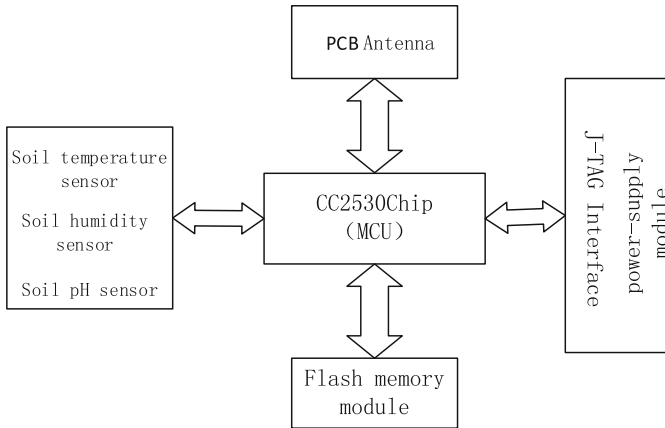 PCB Antenna
Soil temperature
sensor
Soil humidity
sensor
Soil pH sensor
CC2530Chip
(MCU)
J-TAG Interface
power-supply
module
Flash memory
module